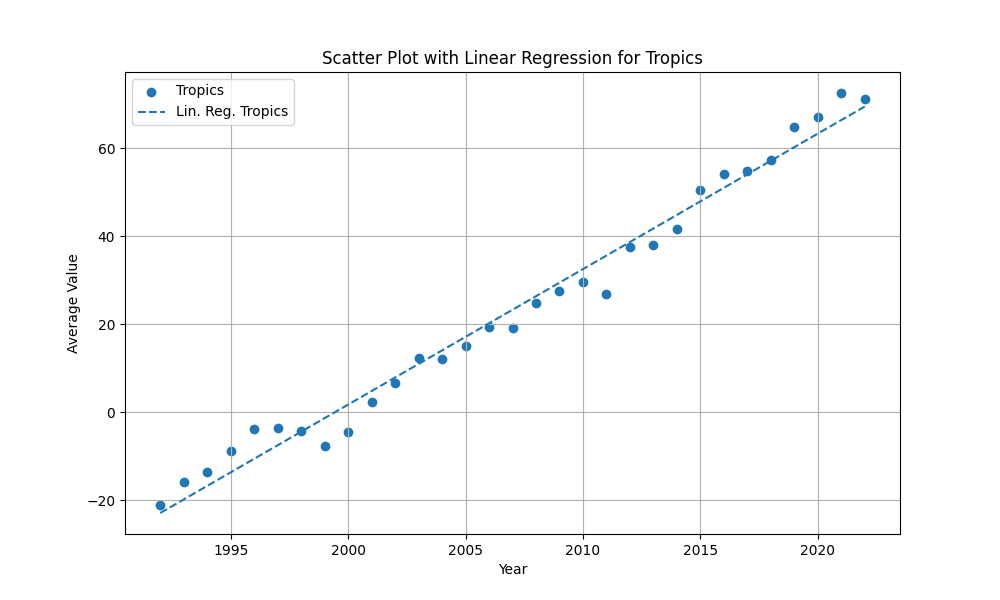 Scatter Plot with Linear Regression for Tropics
Tropics
Lin. Reg. Tropics
60
40
20
0
−20
Average Value
1995 2000 2005 2010 2015 2020
Year